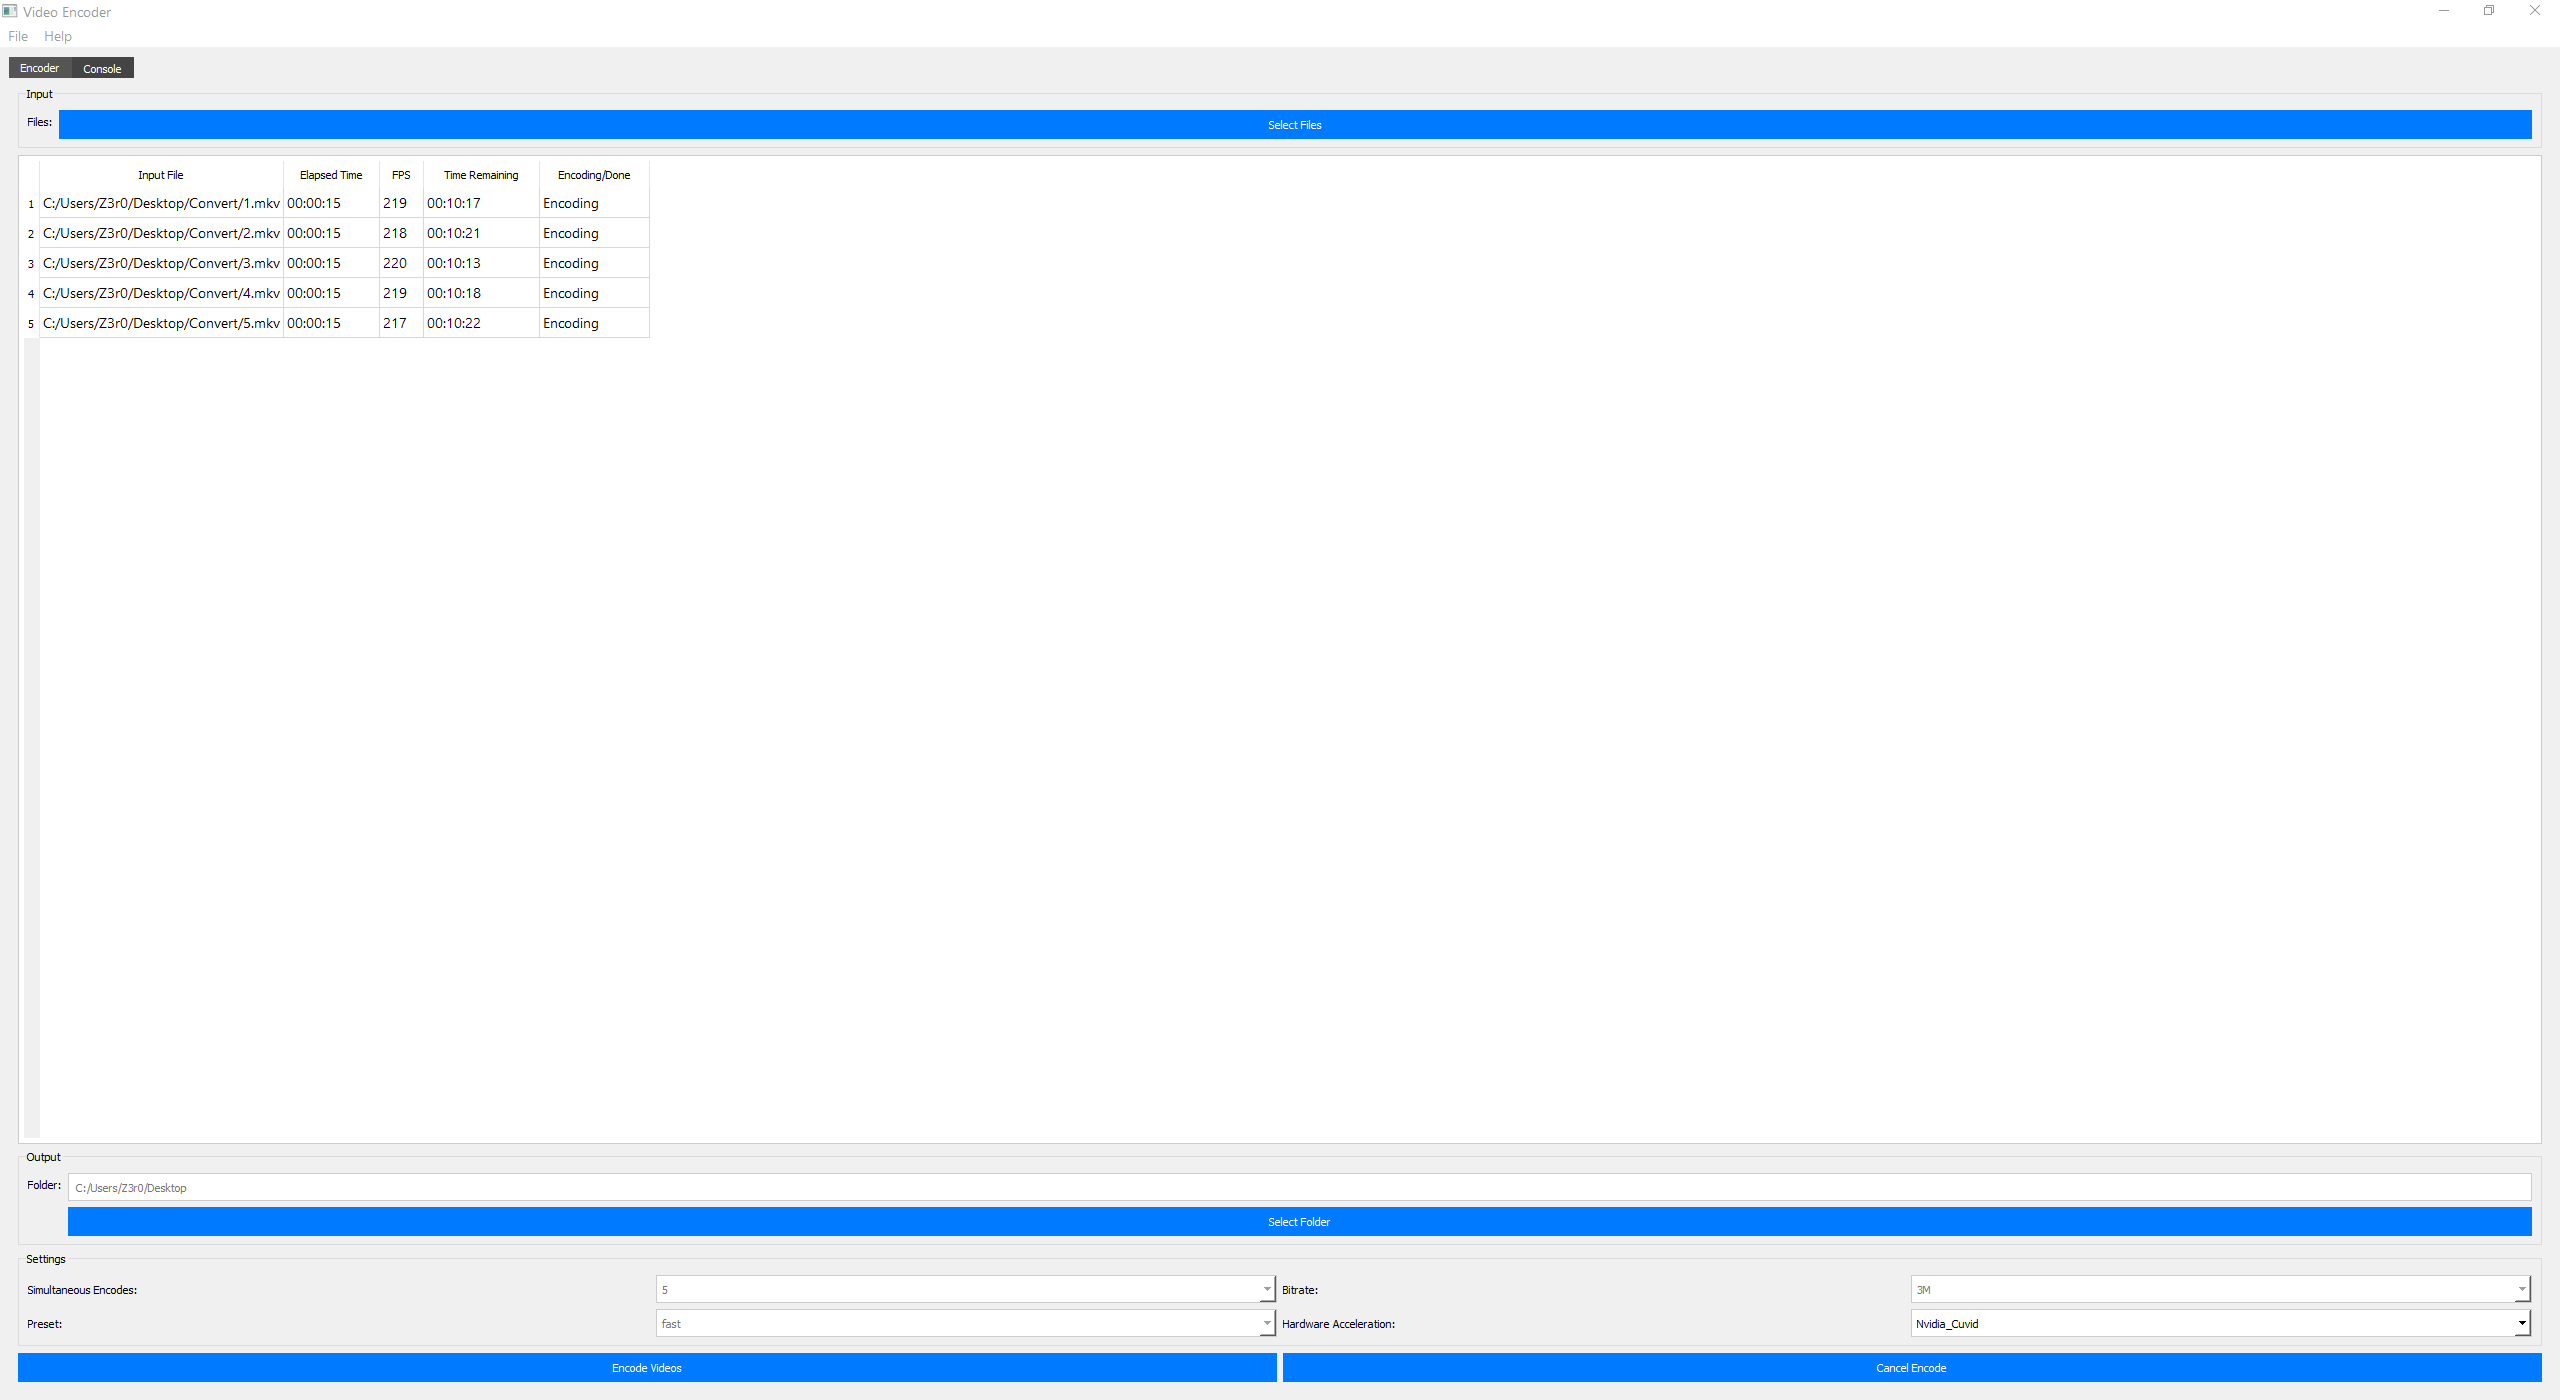 Video Encoder
File Help
Encoder Console
Input
Files: Select Files
Input File Elapsed Time FPS Time Remaining Encoding/Done
1 C:/Users/Z3r0/Desktop/Convert/1.mkv 00:00:15 219 00:10:17 Encoding
2 C:/Users/Z3r0/Desktop/Convert/2.mkv 00:00:15 218 00:10:21 Encoding
3 C:/Users/Z3r0/Desktop/Convert/3.mkv 00:00:15 220 00:10:13 Encoding
4 C:/Users/Z3r0/Desktop/Convert/4.mkv 00:00:15 219 00:10:18 Encoding
5 C:/Users/Z3r0/Desktop/Convert/5.mkv 00:00:15 217 00:10:22 Encoding
Output
Folder: C:/Users/Z3r0/Desktop
Select Folder
Settings
Simultaneous Encodes: 5 Bitrate: 3M
Preset: fast Hardware Acceleration: Nvidia_Cuvid
Encode Videos Cancel Encode